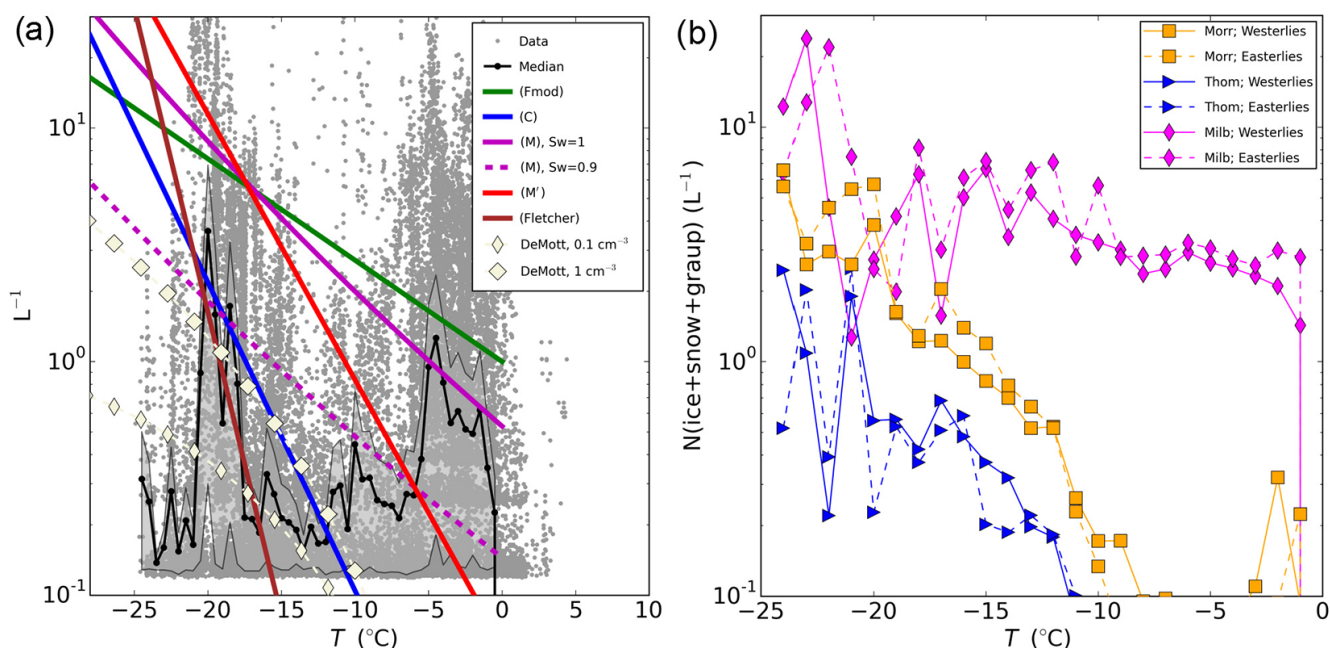 (a)
L⁻¹
10¹
10⁰
10⁻¹
−25 −20 −15 −10 −5 0 5 10
T (°C)
Data
Median
(Fmod)
(C)
(M), Sw=1
(M), Sw=0.9
(M′)
(Fletcher)
DeMott, 0.1 cm⁻³
DeMott, 1 cm⁻³
(b)
N(ice+snow+graup) (L⁻¹)
10¹
10⁰
10⁻¹
−25 −20 −15 −10 −5 0
T (°C)
Morr; Westerlies
Morr; Easterlies
Thom; Westerlies
Thom; Easterlies
Milb; Westerlies
Milb; Easterlies